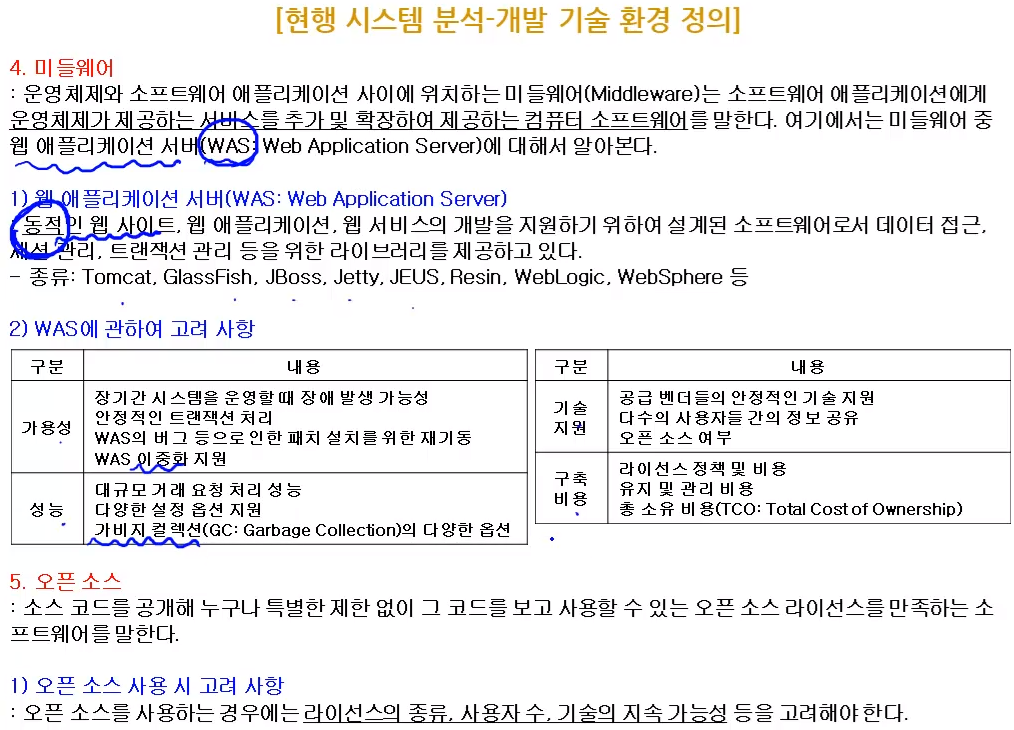 [현행 시스템 분석-개발 기술 환경 정의]
4. 미들웨어
: 운영체제와 소프트웨어 애플리케이션 사이에 위치하는 미들웨어(Middleware)는 소프트웨어 애플리케이션에게
운영체제가 제공하는 서비스를 추가 및 확장하여 제공하는 컴퓨터 소프트웨어를 말한다. 여기에서는 미들웨어 중
웹 애플리케이션 서버(WAS: Web Application Server)에 대해서 알아본다.
1) 웹 애플리케이션 서버(WAS: Web Application Server)
: 동적인 웹 사이트, 웹 애플리케이션, 웹 서비스의 개발을 지원하기 위하여 설계된 소프트웨어로서 데이터 접근,
세션 관리, 트랜잭션 관리 등을 위한 라이브러리를 제공하고 있다.
- 종류: Tomcat, GlassFish, JBoss, Jetty, JEUS, Resin, WebLogic, WebSphere 등
2) WAS에 관하여 고려 사항
구분 내용
가용성
장기간 시스템을 운영할 때 장애 발생 가능성
안정적인 트랜잭션 처리
WAS의 버그 등으로 인한 패치 설치를 위한 재기동
WAS 이중화 지원
성능
대규모 거래 요청 처리 성능
다양한 설정 옵션 지원
가비지 컬렉션(GC: Garbage Collection)의 다양한 옵션
구분 내용
기술
지원
공급 벤더들의 안정적인 기술 지원
다수의 사용자들 간의 정보 공유
오픈 소스 여부
구축
비용
라이선스 정책 및 비용
유지 및 관리 비용
총 소유 비용(TCO: Total Cost of Ownership)
5. 오픈 소스
: 소스 코드를 공개해 누구나 특별한 제한 없이 그 코드를 보고 사용할 수 있는 오픈 소스 라이선스를 만족하는 소
프트웨어를 말한다.
1) 오픈 소스 사용 시 고려 사항
: 오픈 소스를 사용하는 경우에는 라이선스의 종류, 사용자 수, 기술의 지속 가능성 등을 고려해야 한다.